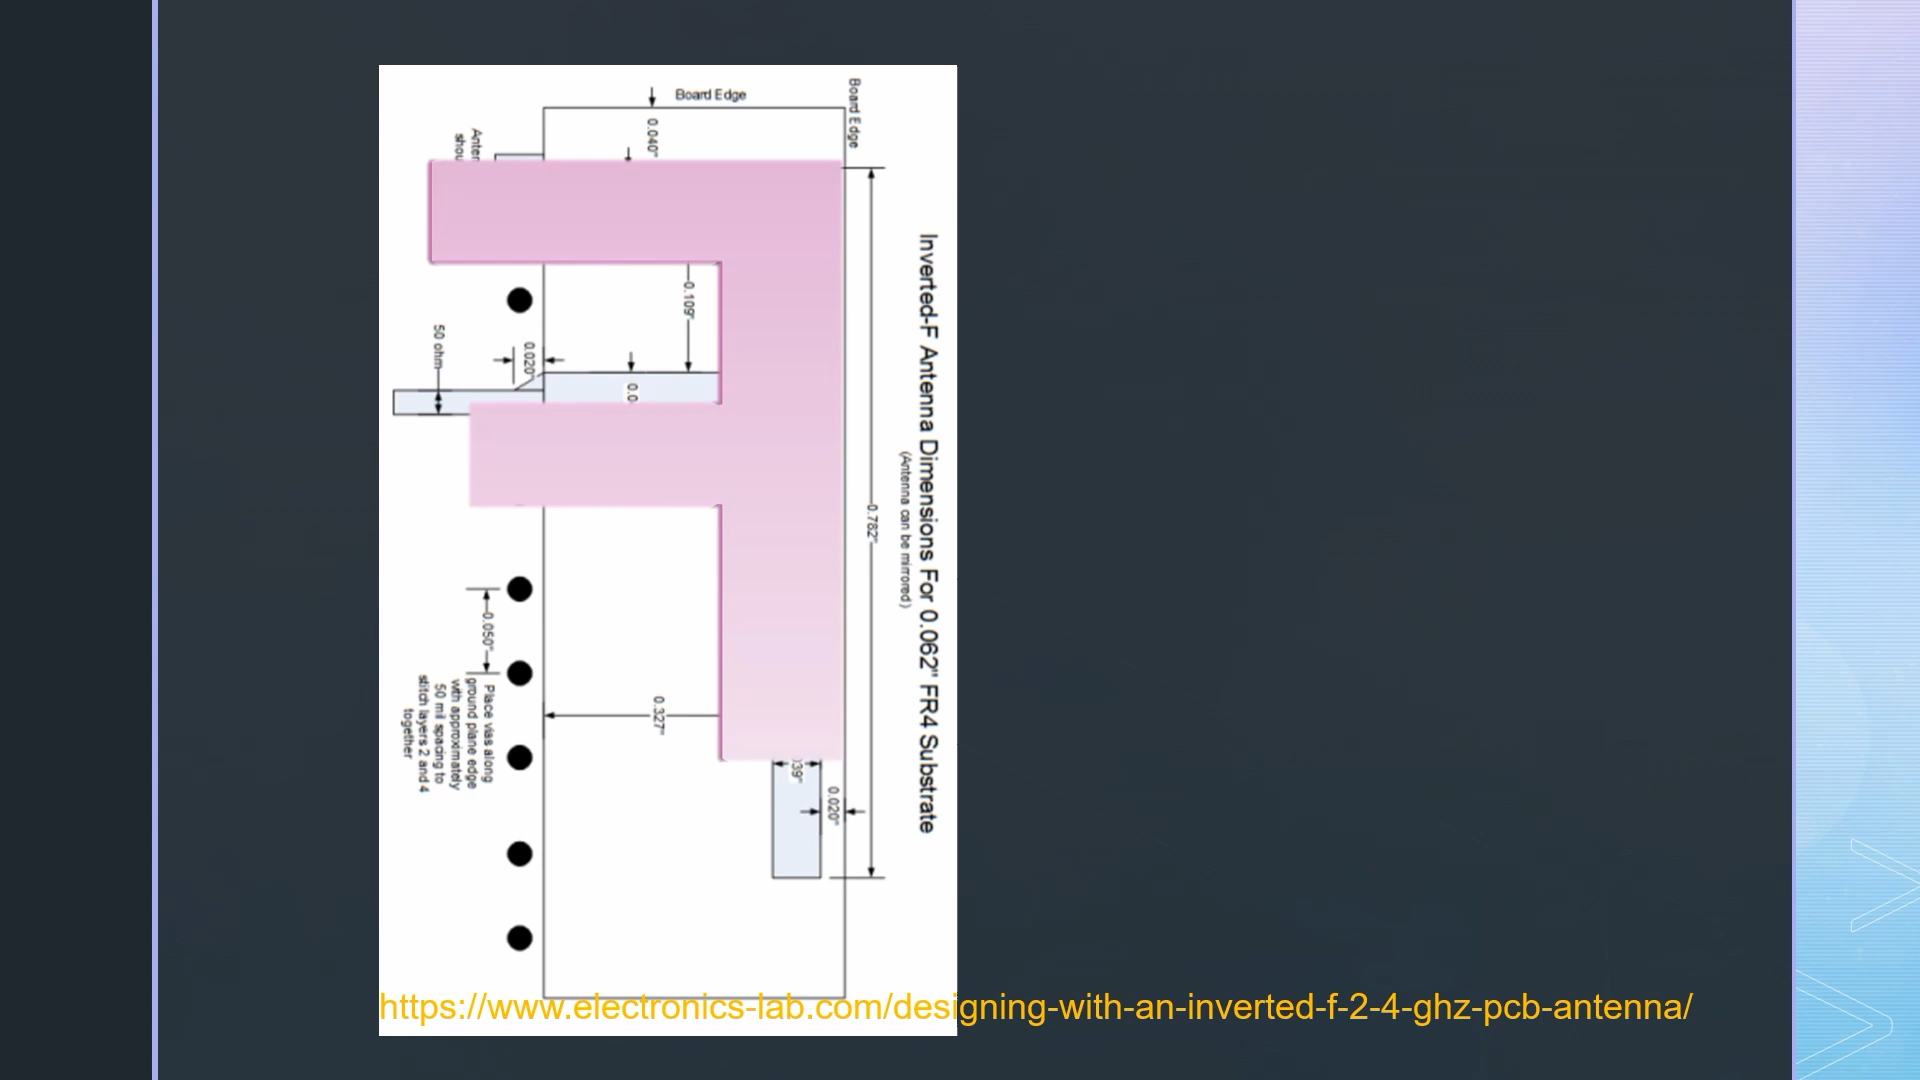 Board Edge
Board Edge
0.040"
Anten
shou
0.109"
Inverted-F Antenna Dimensions For 0.062" FR4 Substrate
(Antenna can be mirrored)
50 ohm
0.020"
0.0
0.782"
0.050"
Place vias along
ground plane edge
with approximately
50 mil spacing to
stitch layers 2 and 4
together
0.327"
39"
0.020"
https://www.electronics-lab.com/designing-with-an-inverted-f-2-4-ghz-pcb-antenna/